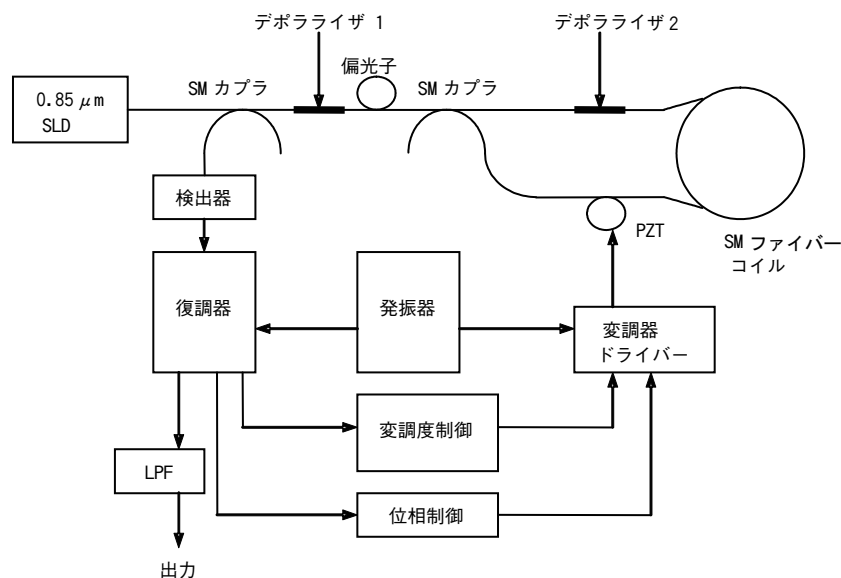 デポラライザ 1
デポラライザ 2
偏光子
SM カプラ
SM カプラ
0.85 μm
SLD
検出器
PZT
SM ファイバー
コイル
復調器
発振器
変調器
ドライバー
変調度制御
LPF
位相制御
出力